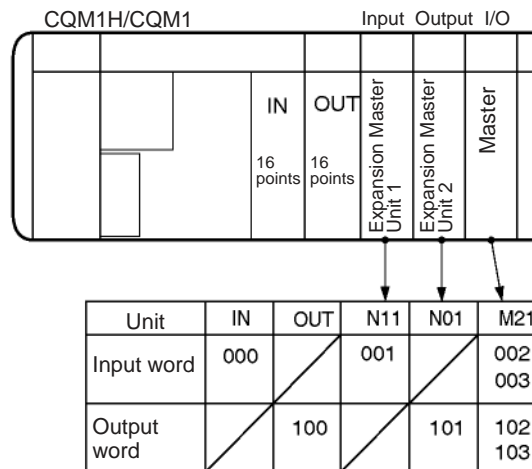 CQM1H/CQM1 Input Output I/O
IN OUT
16 points
16 points
Expansion Master Unit 1
Expansion Master Unit 2
Master
Unit IN OUT N11 N01 M21
Input word 000 001 002
003
Output word 100 101 102
103